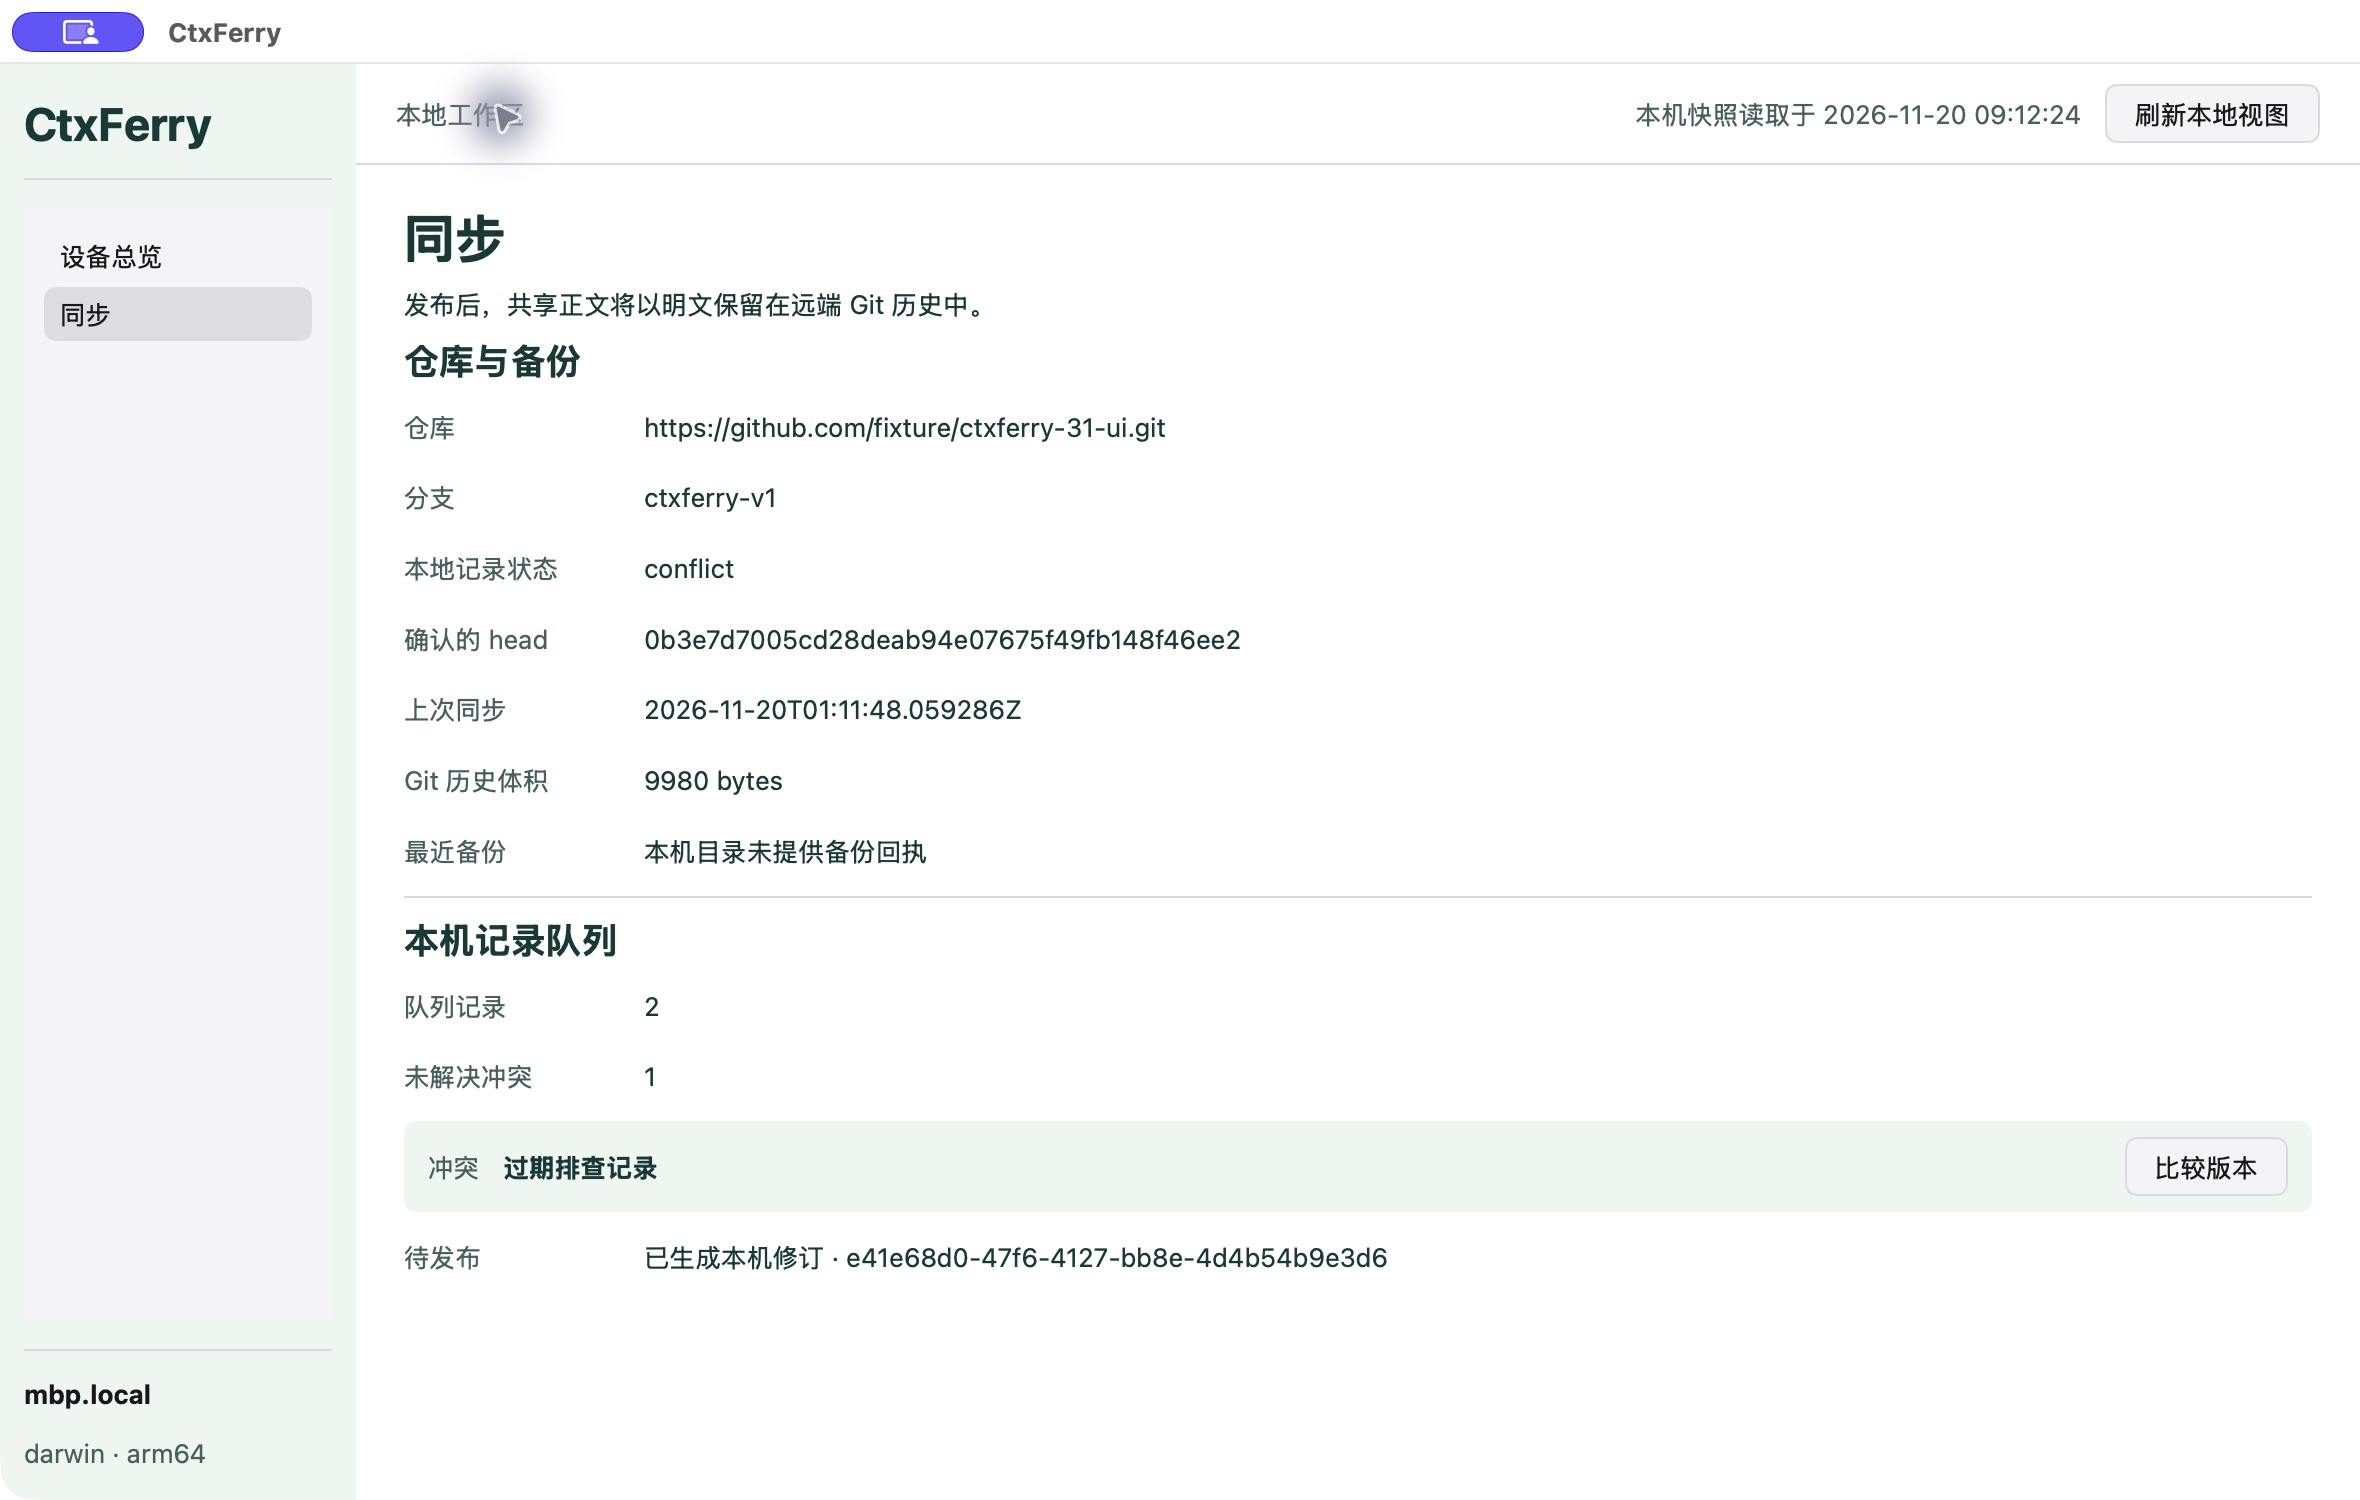 CtxFerry
CtxFerry
设备总览
同步
mbp.local
darwin · arm64
本地工作区
本机快照读取于 2026-11-20 09:12:24
刷新本地视图
同步
发布后，共享正文将以明文保留在远端 Git 历史中。
仓库与备份
仓库 https://github.com/fixture/ctxferry-31-ui.git
分支 ctxferry-v1
本地记录状态 conflict
确认的 head 0b3e7d7005cd28deab94e07675f49fb148f46ee2
上次同步 2026-11-20T01:11:48.059286Z
Git 历史体积 9980 bytes
最近备份 本机目录未提供备份回执
本机记录队列
队列记录 2
未解决冲突 1
冲突 过期排查记录 比较版本
待发布 已生成本机修订 · e41e68d0-47f6-4127-bb8e-4d4b54b9e3d6